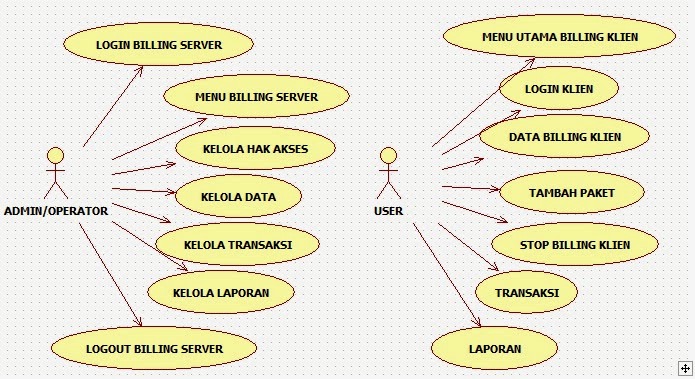 LOGIN BILLING SERVER
MENU BILLING SERVER
KELOLA HAK AKSES
KELOLA DATA
ADMIN/OPERATOR
KELOLA TRANSAKSI
KELOLA LAPORAN
LOGOUT BILLING SERVER
MENU UTAMA BILLING KLIEN
LOGIN KLIEN
DATA BILLING KLIEN
TAMBAH PAKET
USER
STOP BILLING KLIEN
TRANSAKSI
LAPORAN